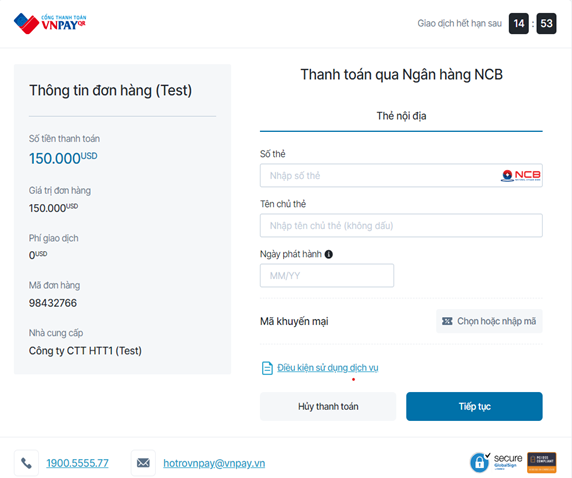 CỔNG THANH TOÁN
VNPAYQR
Giao dịch hết hạn sau 14 53
Thông tin đơn hàng (Test)
Số tiền thanh toán
150.000USD
Giá trị đơn hàng
150.000USD
Phí giao dịch
0USD
Mã đơn hàng
98432766
Nhà cung cấp
Công ty CTT HTT1 (Test)
Thanh toán qua Ngân hàng NCB
Thẻ nội địa
Số thẻ
Nhập số thẻ
NCB
Tên chủ thẻ
Nhập tên chủ thẻ (không dấu)
Ngày phát hành
MM/YY
Mã khuyến mại
Chọn hoặc nhập mã
Điều kiện sử dụng dịch vụ
Hủy thanh toán
Tiếp tục
1900.5555.77
hotrovnpay@vnpay.vn
secure
GlobalSign